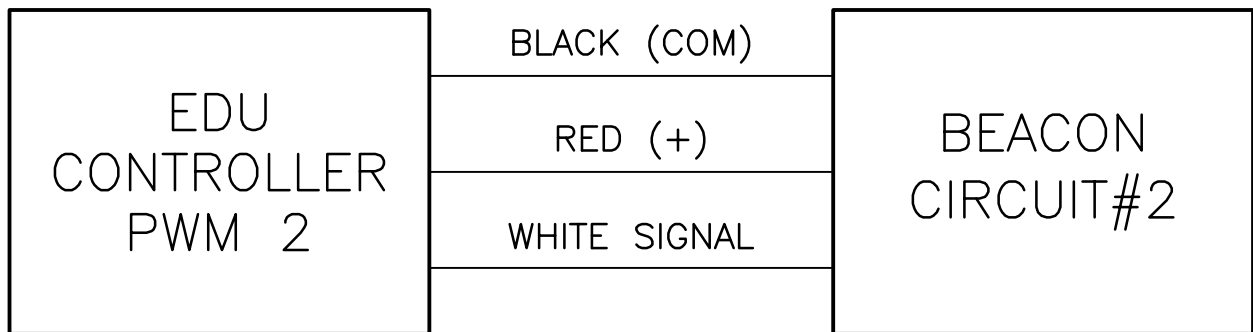 EDU
CONTROLLER
PWM 2
BLACK (COM)
RED (+)
WHITE SIGNAL
BEACON
CIRCUIT#2